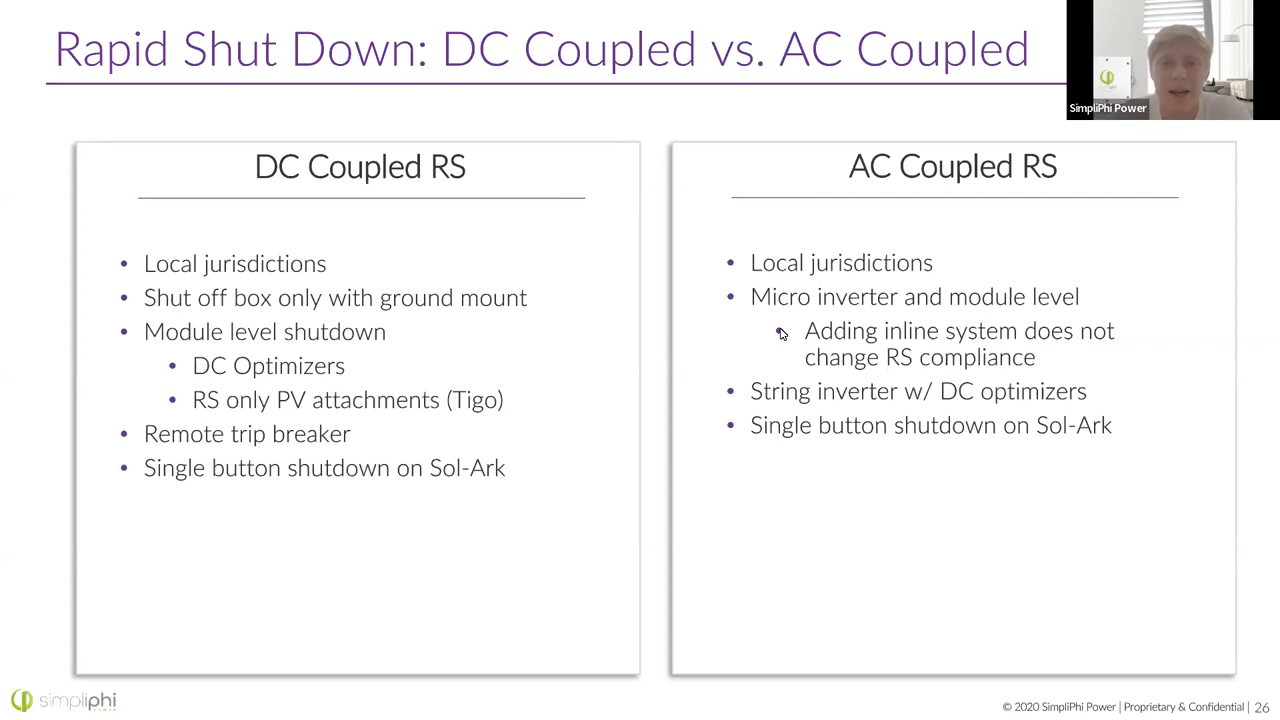 Rapid Shut Down: DC Coupled vs. AC Coupled
SimpliPhi Power
DC Coupled RS
Local jurisdictions
Shut off box only with ground mount
Module level shutdown
DC Optimizers
RS only PV attachments (Tigo)
Remote trip breaker
Single button shutdown on Sol-Ark
AC Coupled RS
Local jurisdictions
Micro inverter and module level
Adding inline system does not
change RS compliance
String inverter w/ DC optimizers
Single button shutdown on Sol-Ark
simpliphi
POWER
© 2020 SimpliPhi Power | Proprietary & Confidential | 26